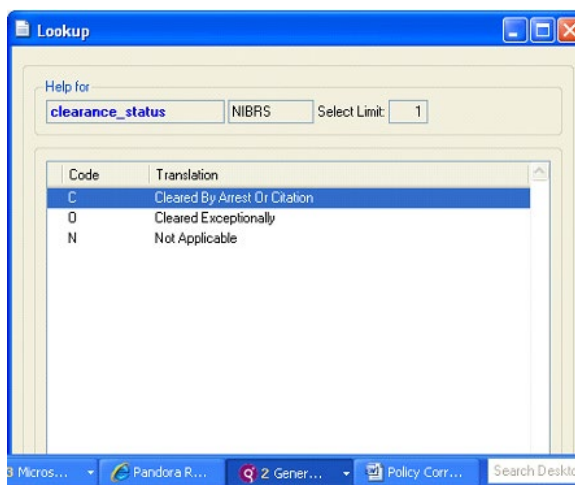 Lookup
Help for
clearance_status NIBRS Select Limit: 1
Code Translation
C Cleared By Arrest Or Citation
O Cleared Exceptionally
N Not Applicable
3 Micros... Pandora R... 2 Gener... Policy Corr... Search Deskto